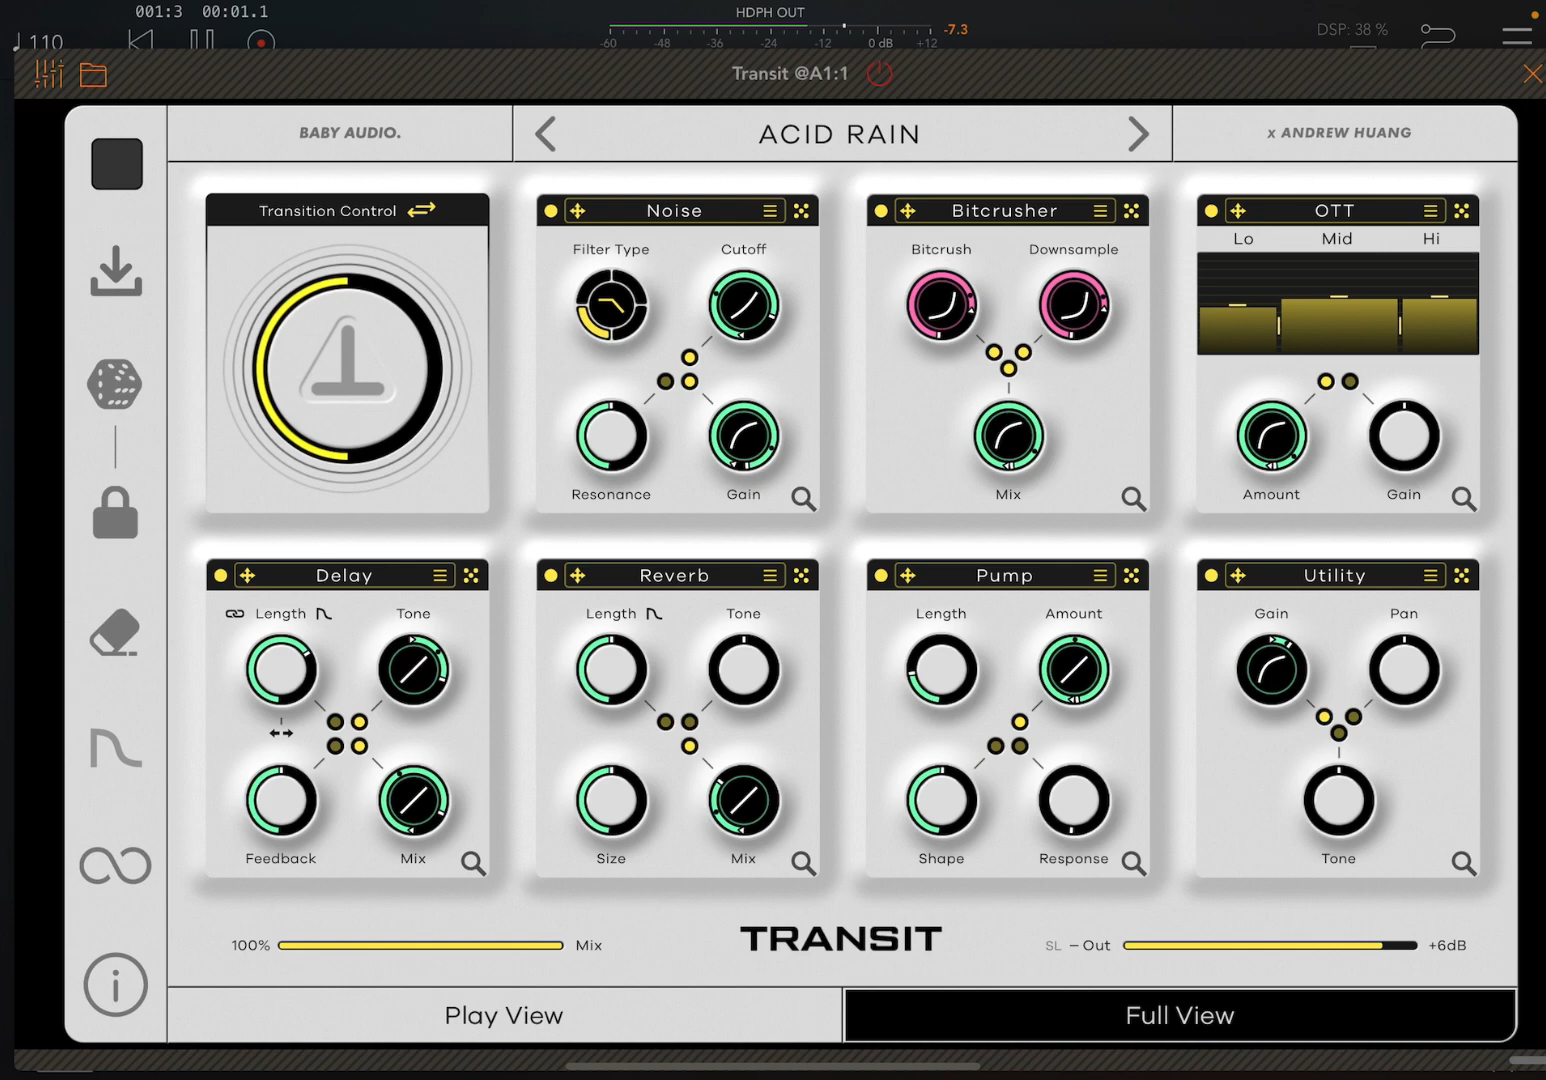 001:3 00:01.1
HDPH OUT
110
-60 -48 -36 -24 -12 0 dB +12
-7.3
DSP: 38 %
Transit @A1:1
BABY AUDIO.
ACID RAIN
x ANDREW HUANG
Transition Control
Noise
Filter Type
Cutoff
Resonance
Gain
Bitcrusher
Bitcrush
Downsample
Mix
OTT
Lo Mid Hi
Amount
Gain
Delay
Length
Tone
Feedback
Mix
Reverb
Length
Tone
Size
Mix
Pump
Length
Amount
Shape
Response
Utility
Gain
Pan
Tone
100%
Mix
TRANSIT
SL – Out
+6dB
Play View
Full View